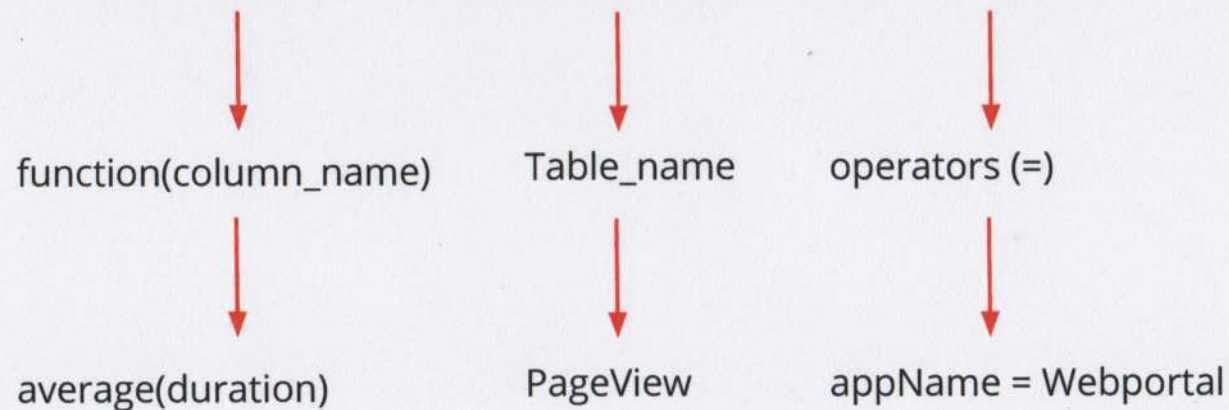 function(column_name) Table_name operators (=)
average(duration) PageView appName = Webportal